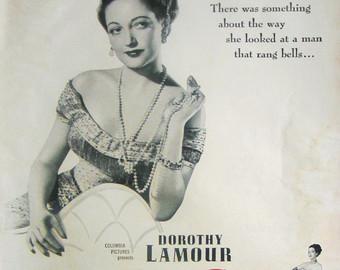 There was something
about the way
she looked at a man
that rang bells...
COLUMBIA
PICTURES
presents
DOROTHY
LAMOUR